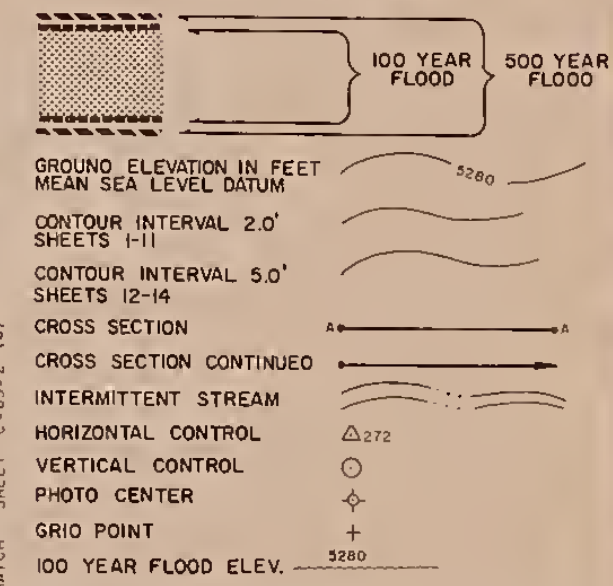 100 YEAR FLOOD
500 YEAR FLOOD
GROUND ELEVATION IN FEET
MEAN SEA LEVEL DATUM
5280
CONTOUR INTERVAL 2.0'
SHEETS 1-11
CONTOUR INTERVAL 5.0'
SHEETS 12-14
CROSS SECTION
A A
CROSS SECTION CONTINUED
INTERMITTENT STREAM
HORIZONTAL CONTROL
272
VERTICAL CONTROL
PHOTO CENTER
GRID POINT
100 YEAR FLOOD ELEV.
5280
SHEET